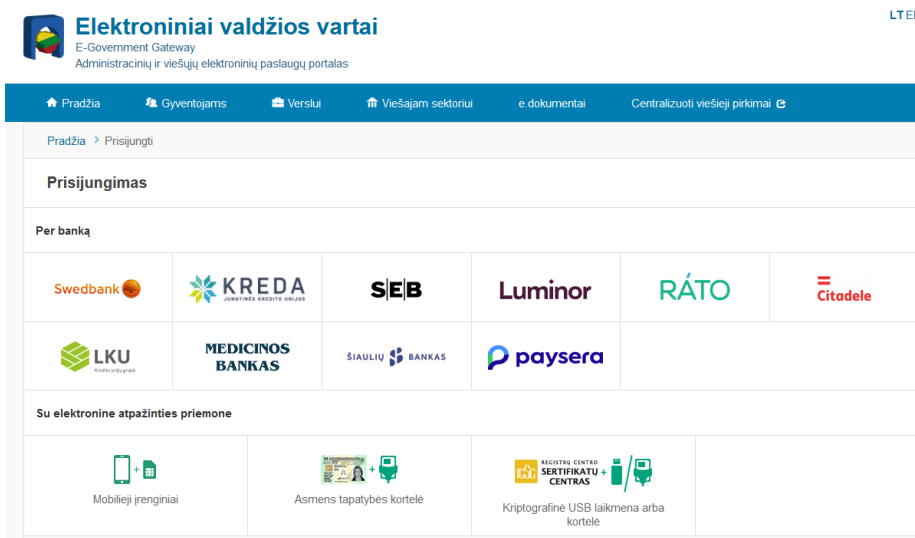 LT
Elektroniniai valdžios vartai
E-Government Gateway
Administracinių ir viešųjų elektroninių paslaugų portalas
Pradžia Gyventojams Verslui Viešajam sektoriui e.dokumentai Centralizuoti viešieji pirkimai
Pradžia > Prisijungti
Prisijungimas
Per banką
Swedbank KREDA SEB Luminor RÁTO Citadele
JUNGTINĖS KREDITO UNIJOS
LKU MEDICINOS BANKAS ŠIAULIŲ BANKAS paysera
Kredito unijų grupė
Su elektronine atpažinties priemone
REGISTRŲ CENTRO
SERTIFIKATŲ
CENTRAS
Mobilieji įrenginiai
Asmens tapatybės kortelė
Kriptografinė USB laikmena arba
kortelė